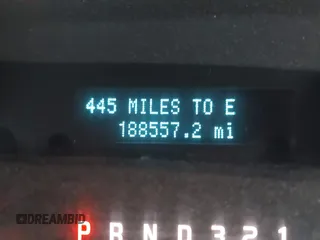 445 MILES TO E
188557.2 mi
DREAMBID
P R N D 3 2 1